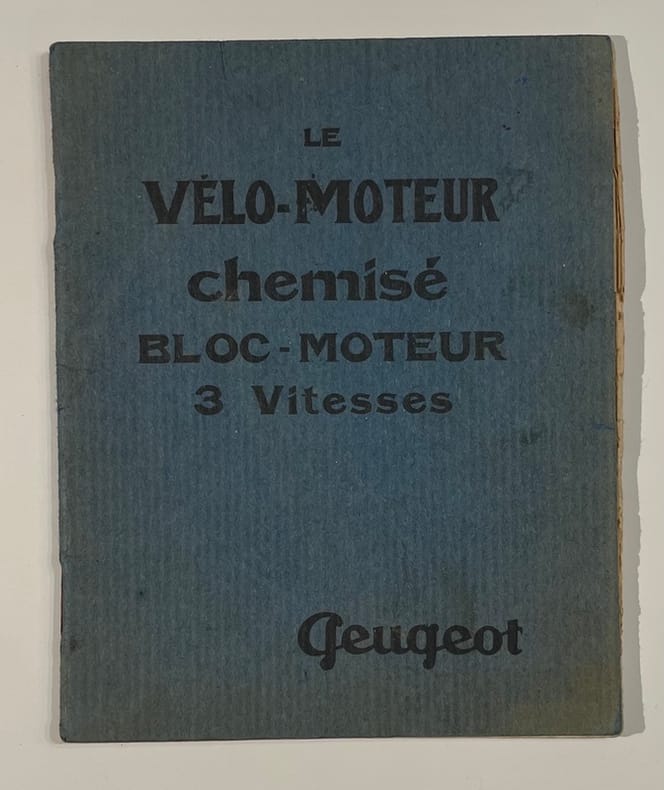 LE
VÉLO-MOTEUR
chemisé
BLOC-MOTEUR
3 Vitesses
Peugeot